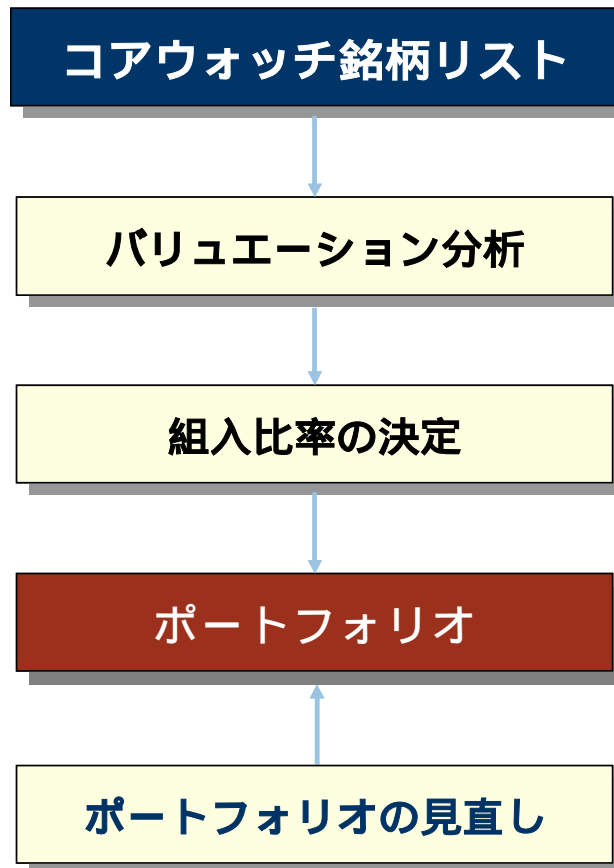 コアウォッチ銘柄リスト
バリュエーション分析
組入比率の決定
ポートフォリオ
ポートフォリオの見直し